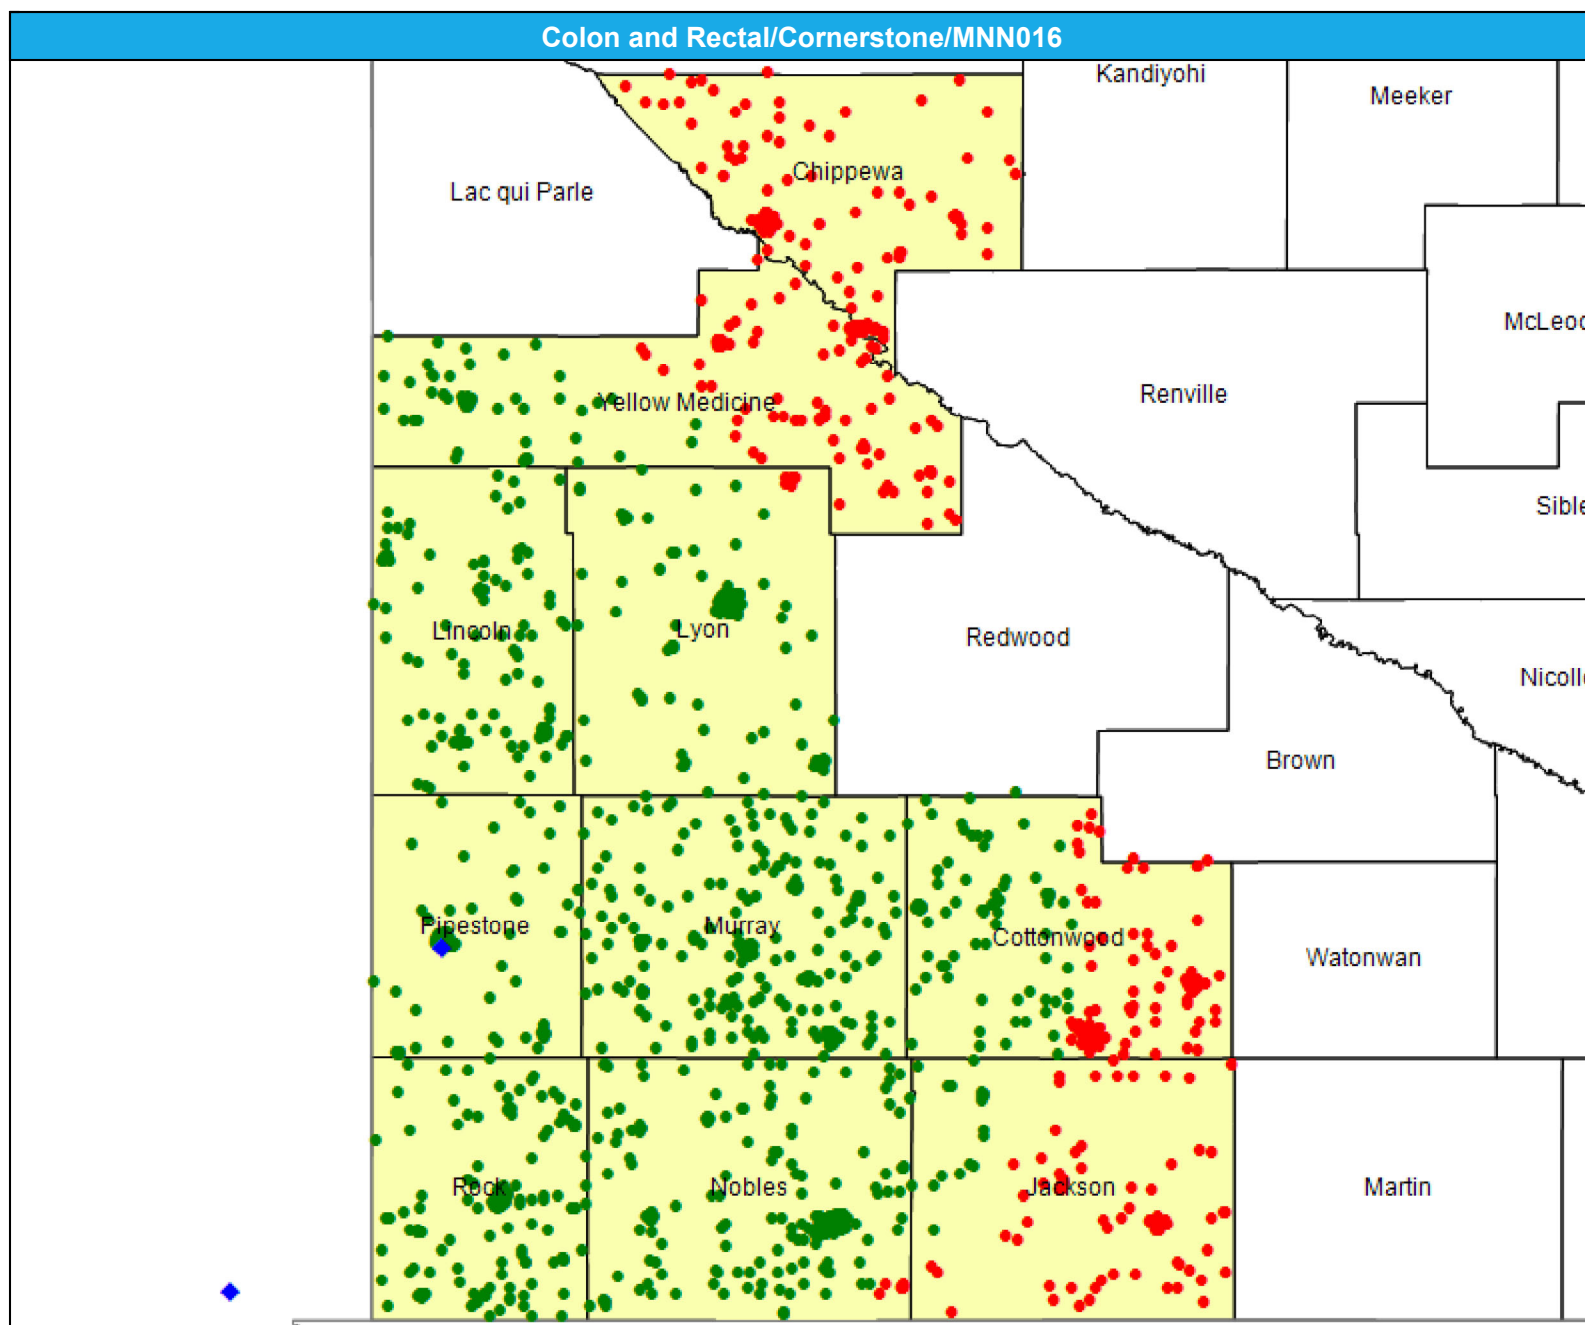 Colon and Rectal/Cornerstone/MNN016
Kandiyohi
Meeker
Chippewa
Lac qui Parle
McLeod
Renville
Yellow Medicine
Sible
Lincoln
Lyon
Redwood
Nicolle
Brown
Pipestone
Murray
Cottonwood
Watonwan
Rock
Nobles
Jackson
Martin